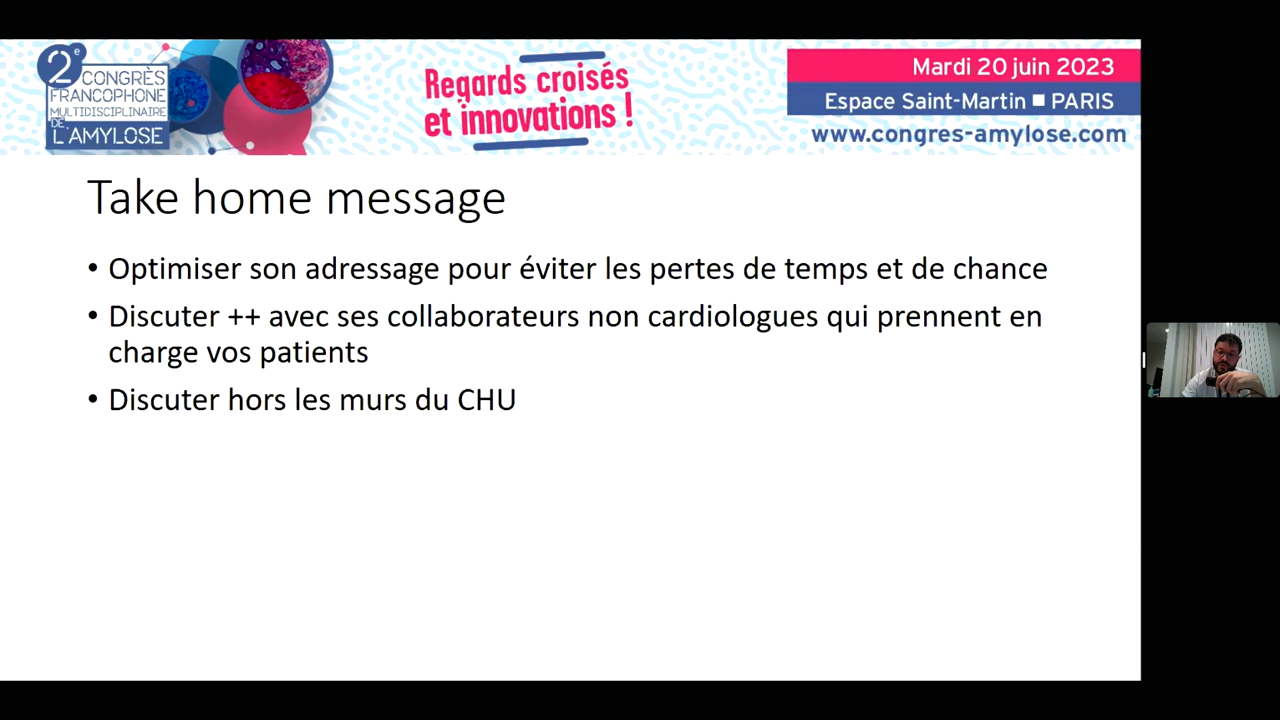 2e CONGRÈS
FRANCOPHONE
MULTIDISCIPLINAIRE
DE
L'AMYLOSE
Regards croisés
et innovations !
Mardi 20 juin 2023
Espace Saint-Martin ■ PARIS
www.congres-amylose.com
Take home message
• Optimiser son adressage pour éviter les pertes de temps et de chance
• Discuter ++ avec ses collaborateurs non cardiologues qui prennent en
charge vos patients
• Discuter hors les murs du CHU